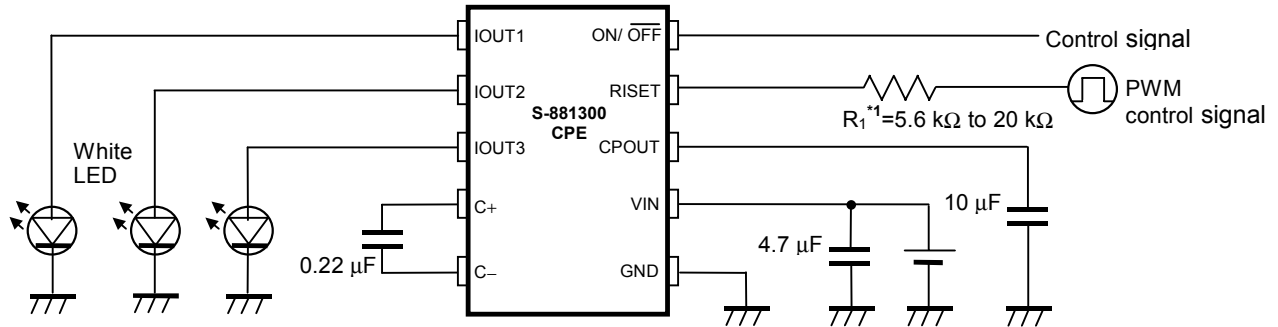 IOUT1
ON/ OFF
Control signal
IOUT2
RISET
PWM
control signal
S-881300
CPE
R1*1=5.6 kΩ to 20 kΩ
IOUT3
CPOUT
White
LED
C+
VIN
10 μF
0.22 μF
4.7 μF
C−
GND